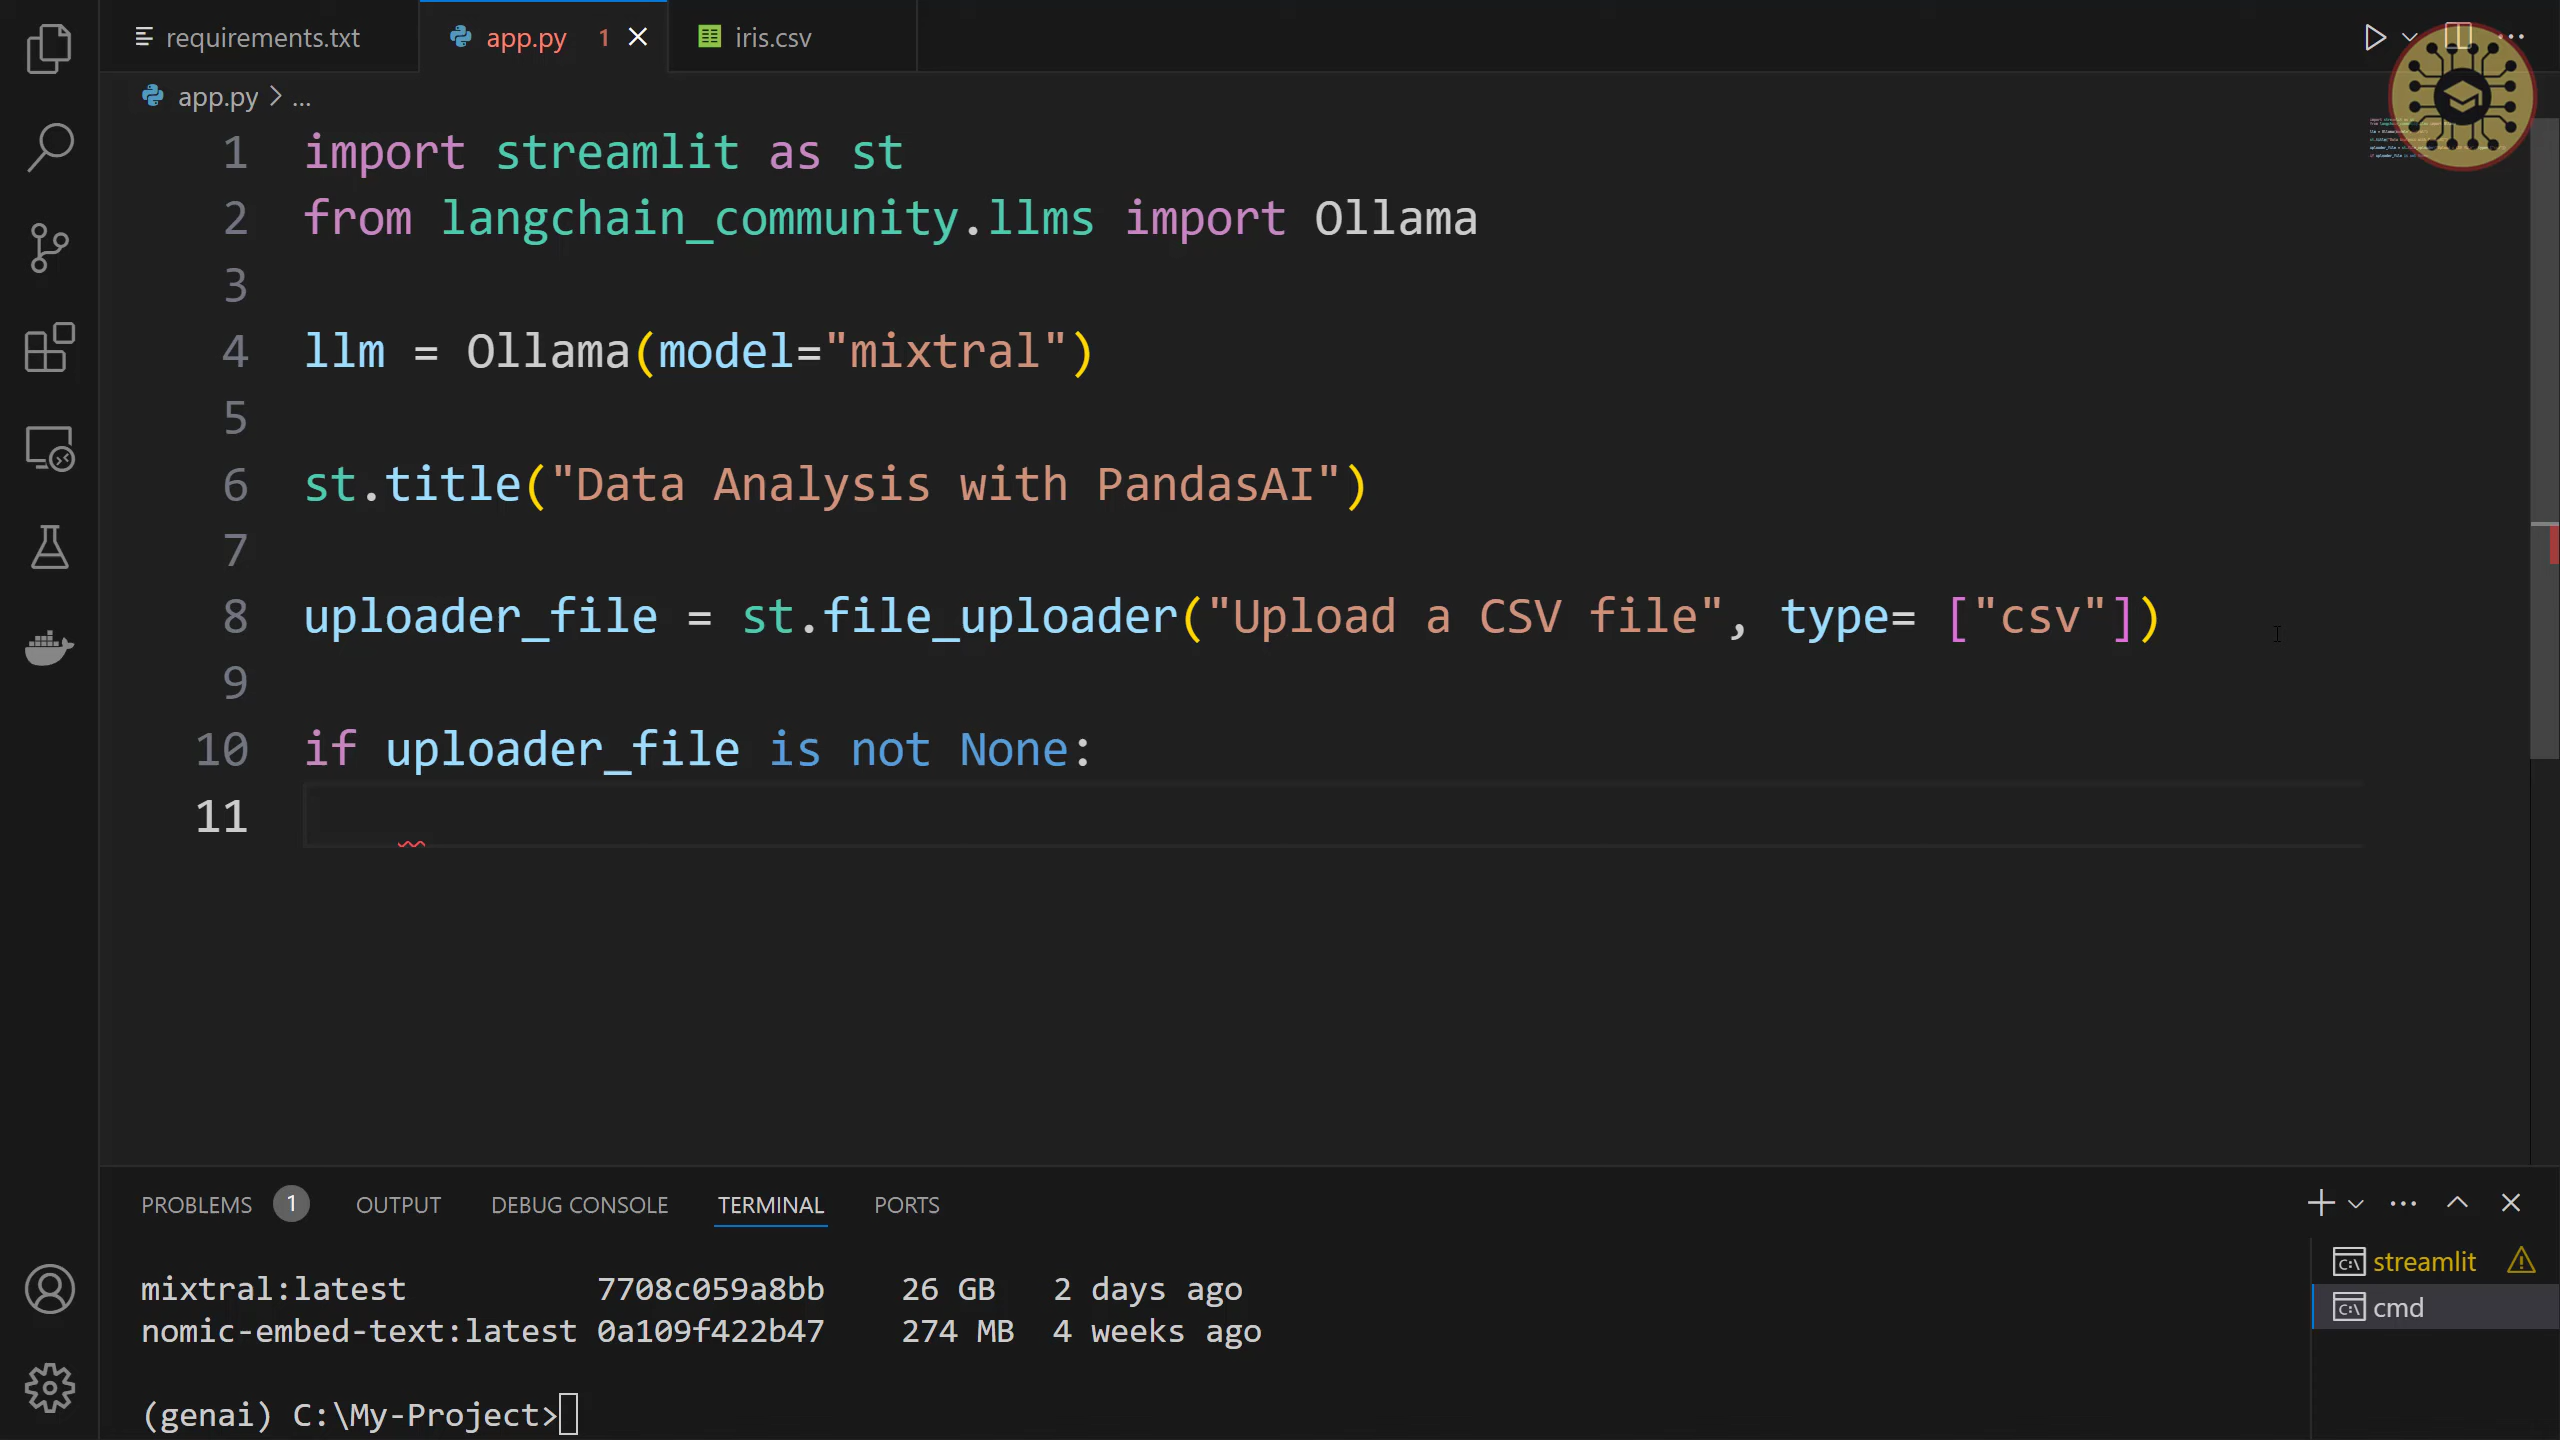 requirements.txt
app.py 1
iris.csv
app.py > ...
1 import streamlit as st
2 from langchain_community.llms import Ollama
3
4 llm = Ollama(model="mixtral")
5
6 st.title("Data Analysis with PandasAI")
7
8 uploader_file = st.file_uploader("Upload a CSV file", type= ["csv"])
9
10 if uploader_file is not None:
11
PROBLEMS 1 OUTPUT DEBUG CONSOLE TERMINAL PORTS
mixtral:latest 7708c059a8bb 26 GB 2 days ago
nomic-embed-text:latest 0a109f422b47 274 MB 4 weeks ago
(genai) C:\My-Project>
streamlit
cmd